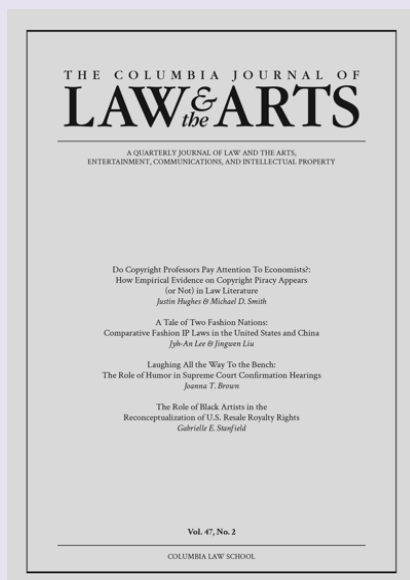 THE COLUMBIA JOURNAL OF
LAW & the ARTS
A QUARTERLY JOURNAL OF LAW AND THE ARTS,
ENTERTAINMENT, COMMUNICATIONS, AND INTELLECTUAL PROPERTY
Do Copyright Professors Pay Attention To Economists?:
How Empirical Evidence on Copyright Piracy Appears
(or Not) in Law Literature
Justin Hughes & Michael D. Smith
A Tale of Two Fashion Nations:
Comparative Fashion IP Laws in the United States and China
Jyh-An Lee & Jingwen Liu
Laughing All the Way To the Bench:
The Role of Humor in Supreme Court Confirmation Hearings
Joanna T. Brown
The Role of Black Artists in the
Reconceptualization of U.S. Resale Royalty Rights
Gabrielle E. Stanfield
Vol. 47, No. 2
COLUMBIA LAW SCHOOL